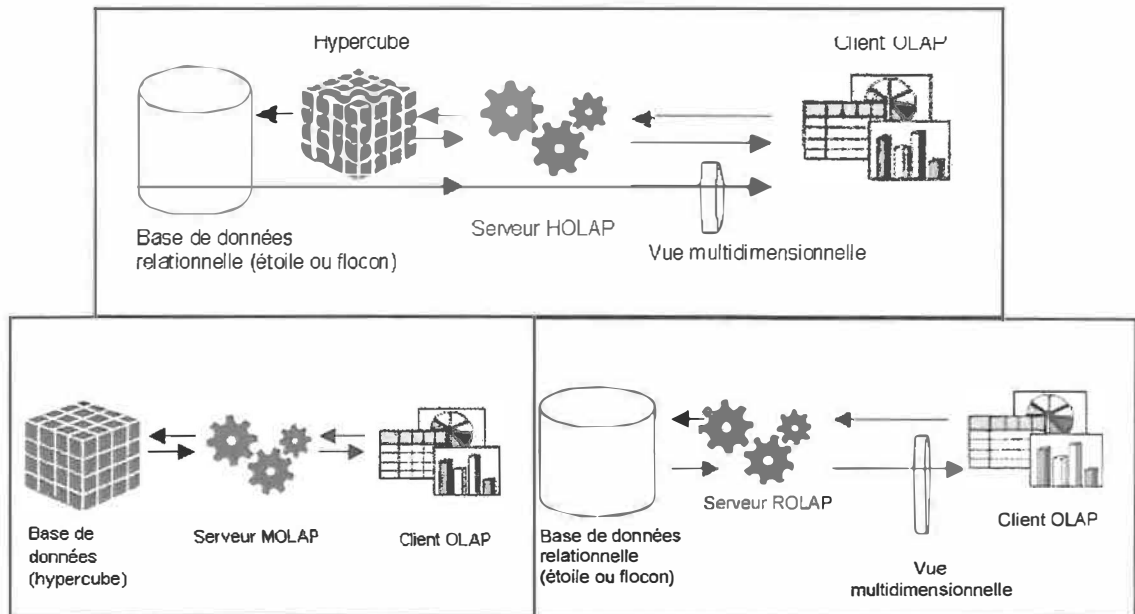 Hypercube
Client OLAP
Serveur HOLAP
Base de données
relationnelle (étoile ou flocon)
Vue multidimensionnelle
Base de
données
(hypercube)
Serveur MOLAP
Client OLAP
Serveur ROLAP
Base de données
relationnelle
(étoile ou flocon)
Client OLAP
Vue
multidimensionnelle